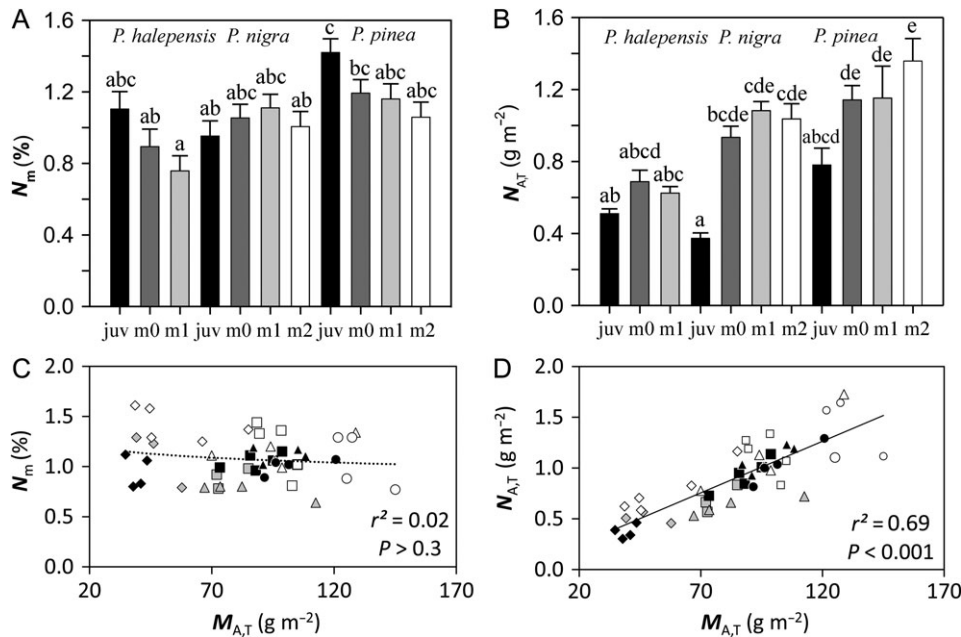 A
P. halepensis P. nigra P. pinea
N_m (%)
1.6
1.2
0.8
0.4
0.0
abc ab a ab abc abc ab c bc abc abc
juv m0 m1 juv m0 m1 m2 juv m0 m1 m2
B
P. halepensis P. nigra P. pinea
N_A,T (g m⁻²)
1.6
1.2
0.8
0.4
0.0
ab abcd abc a bcde cde cde abcd de de e
juv m0 m1 juv m0 m1 m2 juv m0 m1 m2
C
N_m (%)
2.0
1.5
1.0
0.5
0.0
r² = 0.02
P > 0.3
20 70 120 170
M_A,T (g m⁻²)
D
N_A,T (g m⁻²)
2.0
1.5
1.0
0.5
0.0
r² = 0.69
P < 0.001
20 70 120 170
M_A,T (g m⁻²)